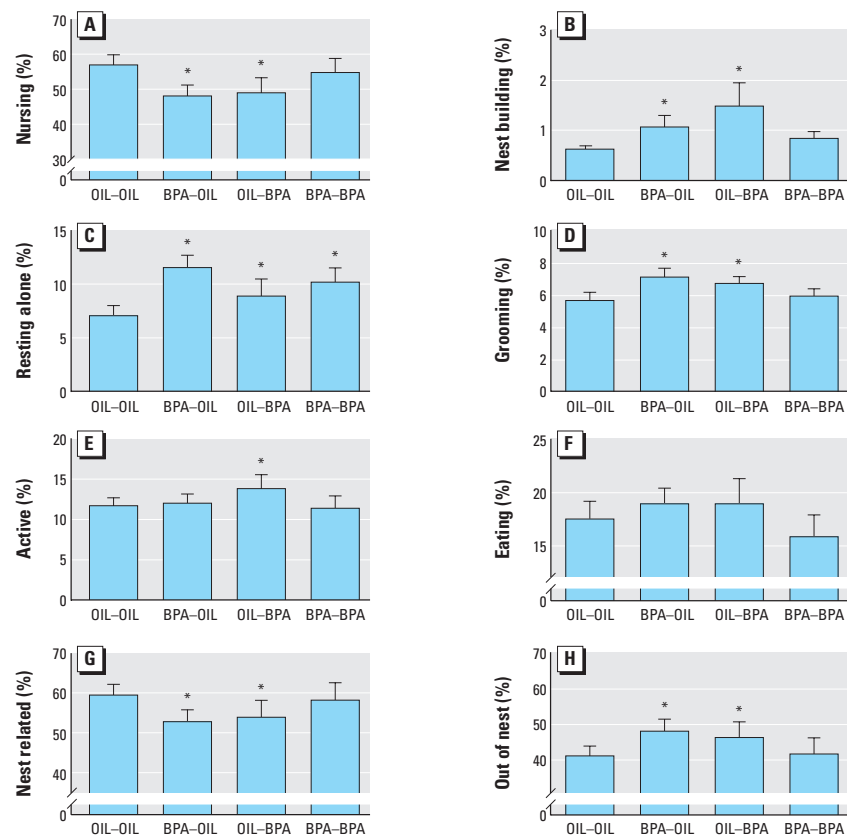 A
Nursing (%)
70
60
50
40
30
0
OIL–OIL BPA–OIL OIL–BPA BPA–BPA
B
Nest building (%)
3
2
1
0
OIL–OIL BPA–OIL OIL–BPA BPA–BPA
C
Resting alone (%)
15
10
5
0
OIL–OIL BPA–OIL OIL–BPA BPA–BPA
D
Grooming (%)
10
8
6
4
2
0
OIL–OIL BPA–OIL OIL–BPA BPA–BPA
E
Active (%)
20
15
10
5
0
OIL–OIL BPA–OIL OIL–BPA BPA–BPA
F
Eating (%)
25
20
15
0
OIL–OIL BPA–OIL OIL–BPA BPA–BPA
G
Nest related (%)
70
60
50
40
0
OIL–OIL BPA–OIL OIL–BPA BPA–BPA
H
Out of nest (%)
70
60
50
40
0
OIL–OIL BPA–OIL OIL–BPA BPA–BPA